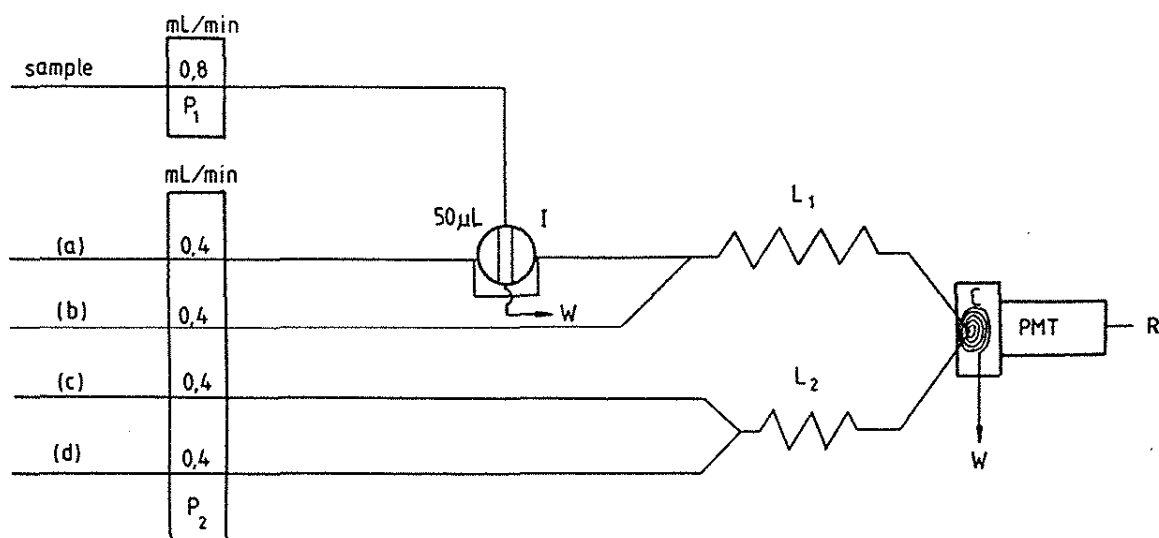 mL/min
sample
0,8
P₁
mL/min
50µL
I
L₁
(a)
0,4
(b)
0,4
W
C
PMT
R
(c)
0,4
L₂
(d)
0,4
W
P₂